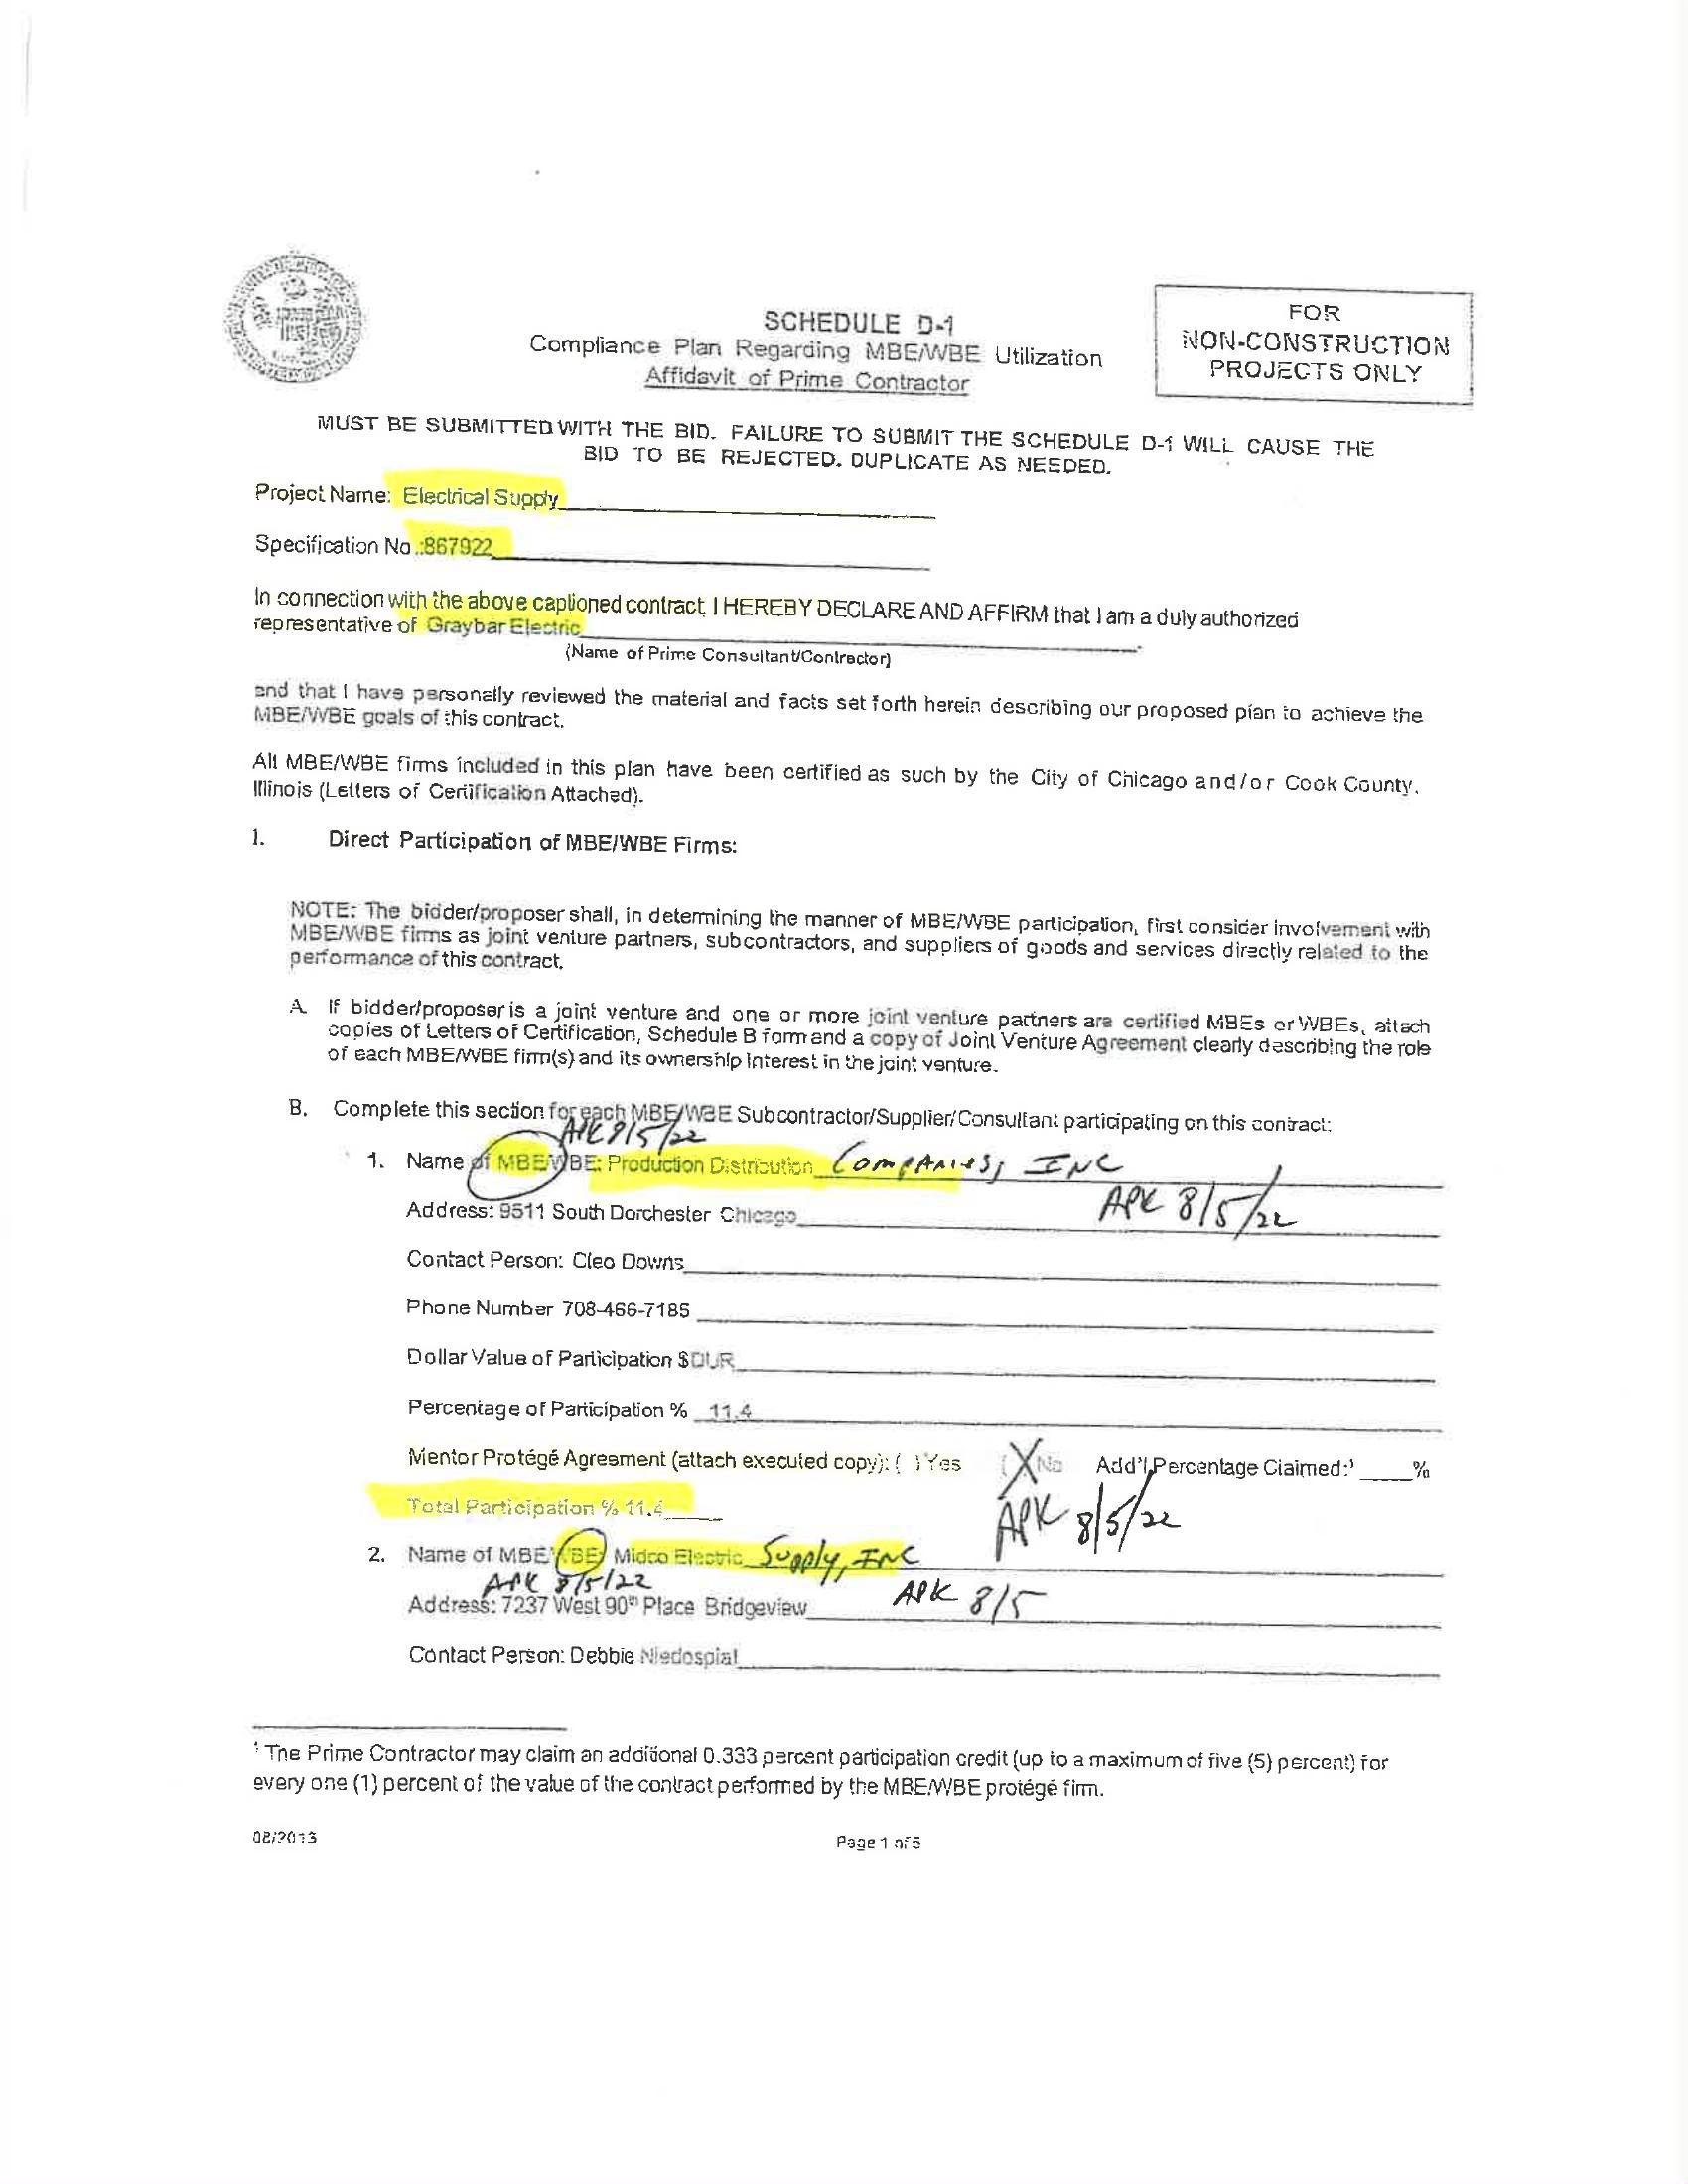 SCHEDULE D-1
Compliance Plan Regarding MBE/WBE Utilization
Affidavit of Prime Contractor
FOR
NON-CONSTRUCTION
PROJECTS ONLY
MUST BE SUBMITTED WITH THE BID. FAILURE TO SUBMIT THE SCHEDULE D-1 WILL CAUSE THE
BID TO BE REJECTED. DUPLICATE AS NEEDED.
Project Name: Electrical Supply
Specification No.:867922
In connection with the above captioned contract, I HEREBY DECLARE AND AFFIRM that I am a duly authorized
representative of Graybar Electric
(Name of Prime Consultant/Contractor)
and that I have personally reviewed the material and facts set forth herein describing our proposed plan to achieve the
MBE/WBE goals of this contract.
All MBE/WBE firms included in this plan have been certified as such by the City of Chicago and/or Cook County,
Illinois (Letters of Certification Attached).
I. Direct Participation of MBE/WBE Firms:
NOTE: The bidder/proposer shall, in determining the manner of MBE/WBE participation, first consider involvement with
MBE/WBE firms as joint venture partners, subcontractors, and suppliers of goods and services directly related to the
performance of this contract.
A. If bidder/proposer is a joint venture and one or more joint venture partners are certified MBEs or WBEs, attach
copies of Letters of Certification, Schedule B form and a copy of Joint Venture Agreement clearly describing the role
of each MBE/WBE firm(s) and its ownership interest in the joint venture.
B. Complete this section for each MBE/WBE Subcontractor/Supplier/Consultant participating on this contract:
APK 8/5/22
1. Name of MBE/WBE: Production Distribution Companies, INC
APK 8/5/22
Address: 9511 South Dorchester Chicago
Contact Person: Cleo Downs
Phone Number 708-466-7185
Dollar Value of Participation $DUR
Percentage of Participation % 11.4
Mentor Protégé Agreement (attach executed copy): ( ) Yes (X) No Add'l Percentage Claimed:¹ ____%
Total Participation % 11.4
APK 8/5/22
2. Name of MBE/WBE: Midco Electric Supply, INC
APK 8/5/22
APK 8/5
Address: 7237 West 90th Place Bridgeview
Contact Person: Debbie Niedospial
¹ The Prime Contractor may claim an additional 0.333 percent participation credit (up to a maximum of five (5) percent) for
every one (1) percent of the value of the contract performed by the MBE/WBE protégé firm.
08/2013
Page 1 of 5